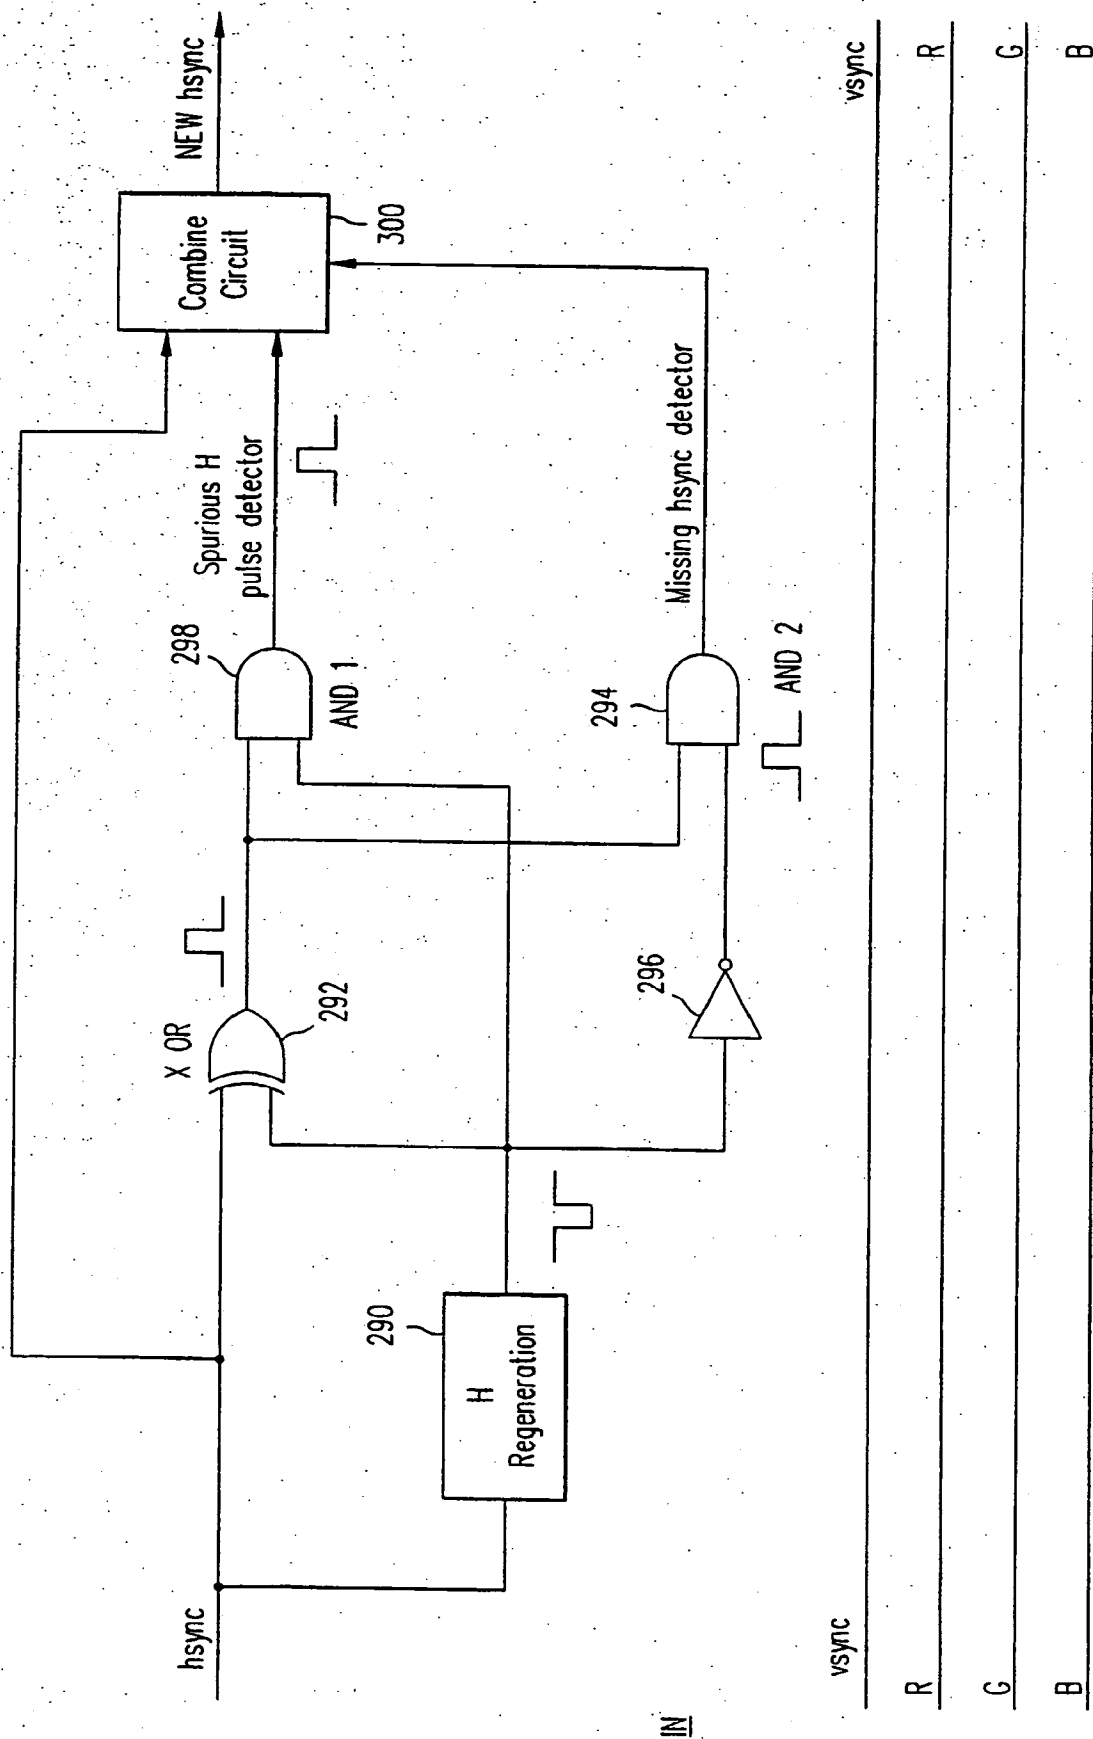 hsync
X OR
292
298
AND 1
Spurious H
pulse detector
Combine
Circuit
300
NEW hsync
290
H
Regeneration
296
294
AND 2
Missing hsync detector
IN
vsync
vsync
R
R
G
G
B
B